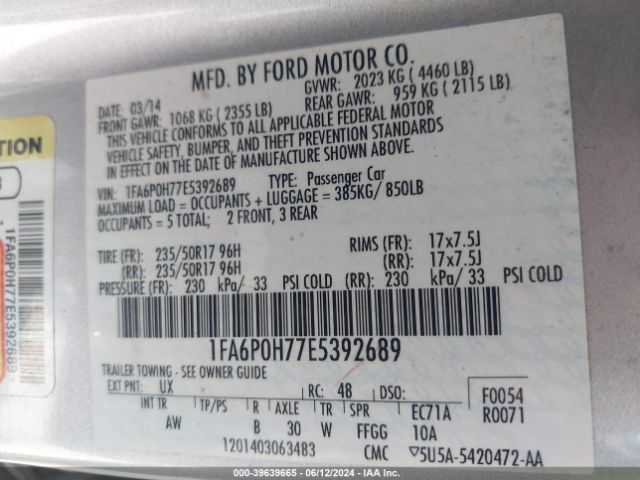 MFD. BY FORD MOTOR CO.
DATE: 03/14 GVWR: 2023 KG ( 4460 LB)
FRONT GAWR: 1068 KG ( 2355 LB) REAR GAWR: 959 KG ( 2115 LB)
THIS VEHICLE CONFORMS TO ALL APPLICABLE FEDERAL MOTOR
VEHICLE SAFETY, BUMPER, AND THEFT PREVENTION STANDARDS
IN EFFECT ON THE DATE OF MANUFACTURE SHOWN ABOVE.
VIN: 1FA6P0H77E5392689 TYPE: Passenger Car
MAXIMUM LOAD = OCCUPANTS + LUGGAGE = 385KG/ 850LB
OCCUPANTS = 5 TOTAL; 2 FRONT, 3 REAR
TIRE (FR): 235/50R17 96H RIMS (FR): 17x7.5J
(RR): 235/50R17 96H (RR): 17x7.5J
PRESSURE (FR): 230 kPa/ 33 PSI COLD (RR): 230 kPa/ 33 PSI COLD
1FA6P0H77E5392689
TRAILER TOWING - SEE OWNER GUIDE
EXT PNT: UX RC: 48 DSO: F0054
INT TR TP/PS R AXLE TR SPR EC71A R0071
AW B 30 W FFGG 10A
1201403063483 CMC ▽5U5A-5420472-AA
TION
1FA6P0H77E5392689
00-39639665 - 06/12/2024 - IAA Inc.